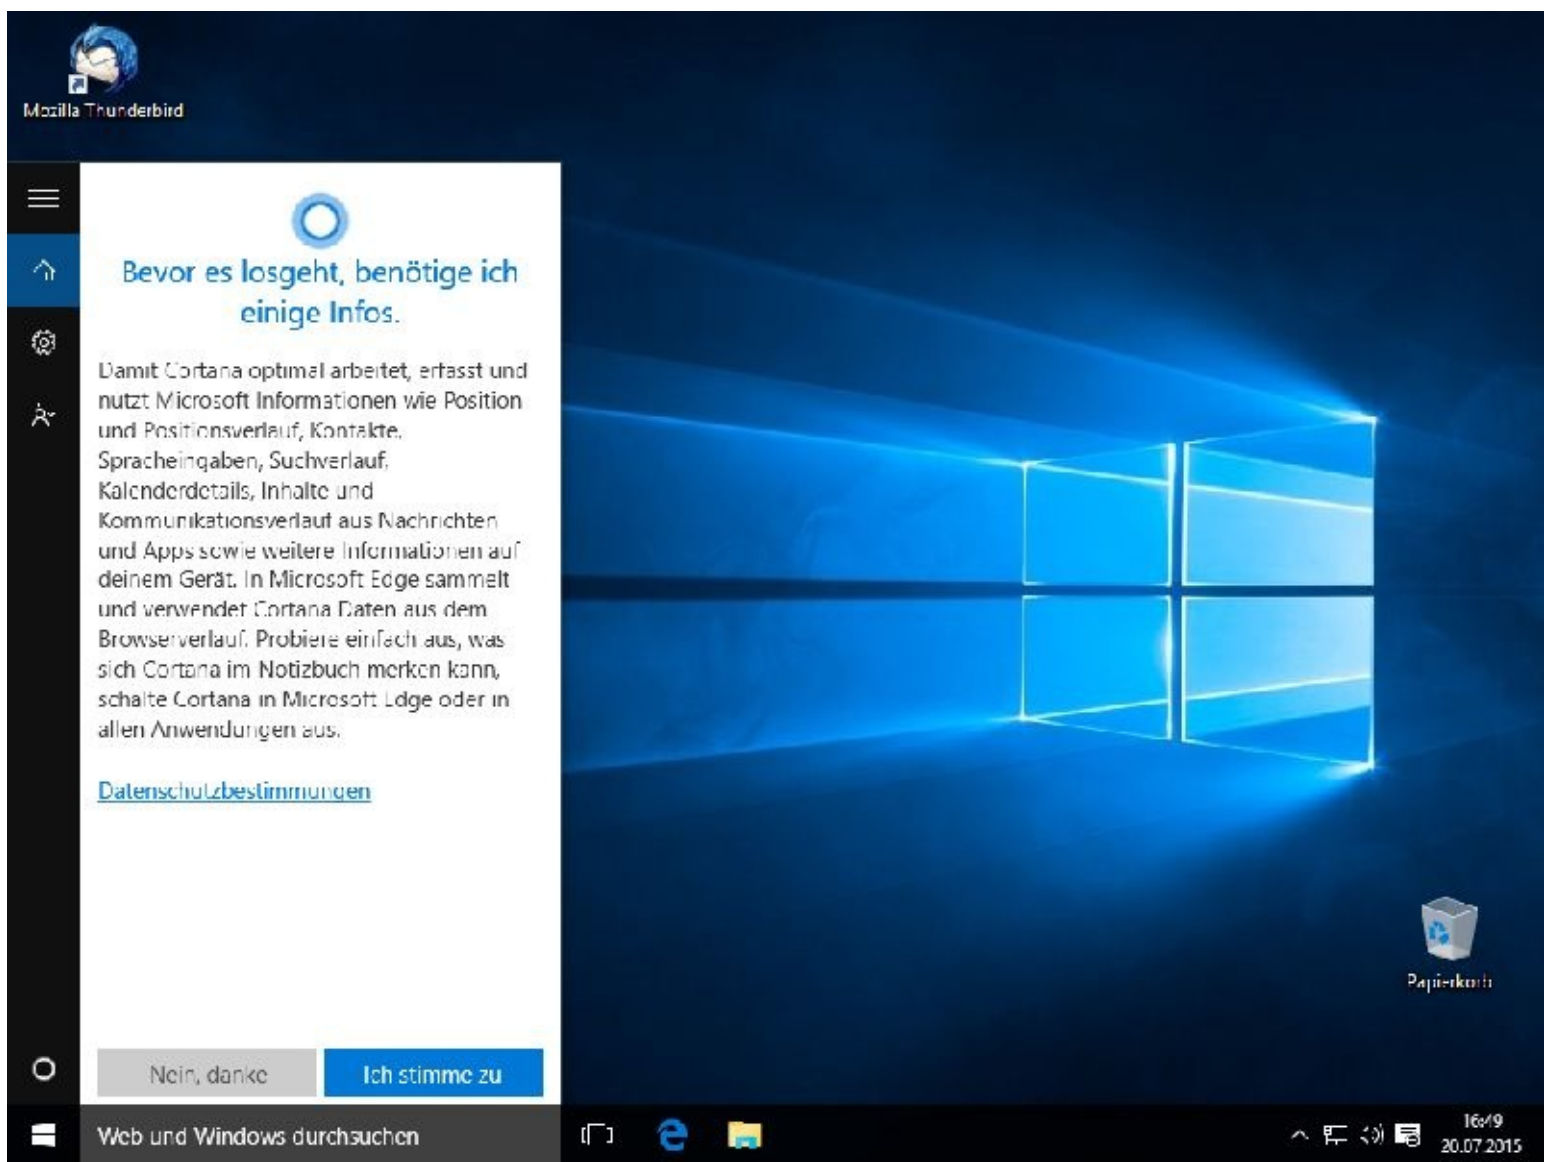 Mozilla Thunderbird
Bevor es losgeht, benötige ich
einige Infos.
Damit Cortana optimal arbeitet, erfasst und
nutzt Microsoft Informationen wie Position
und Positionsverlauf, Kontakte,
Spracheingaben, Suchverlauf,
Kalenderdetails, Inhalte und
Kommunikationsverlauf aus Nachrichten
und Apps sowie weitere Informationen auf
deinem Gerät. In Microsoft Edge sammelt
und verwendet Cortana Daten aus dem
Browserverlauf. Probiere einfach aus, was
sich Cortana im Notizbuch merken kann,
schalte Cortana in Microsoft Edge oder in
allen Anwendungen aus.
Datenschutzbestimmungen
Papierkorb
Nein, danke
Ich stimme zu
Web und Windows durchsuchen
16:49
20.07.2015